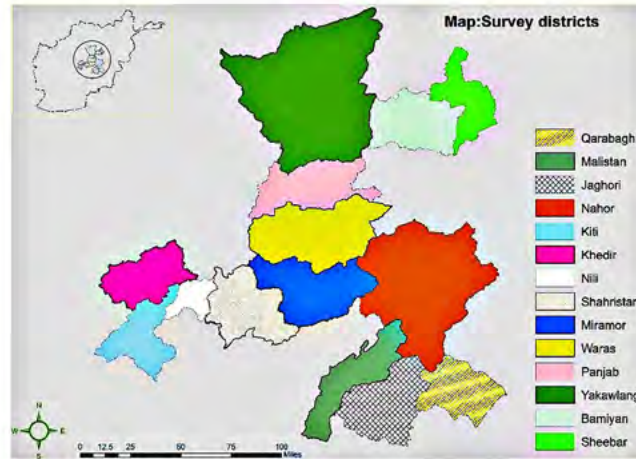 Map:Survey districts
Qarabagh
Malistan
Jaghori
Nahor
Kiti
Khedir
Nili
Shahristan
Miramor
Waras
Panjab
Yakawlang
Bamiyan
Sheebar
N
W E
S
0 12.5 25 50 75 100
Miles